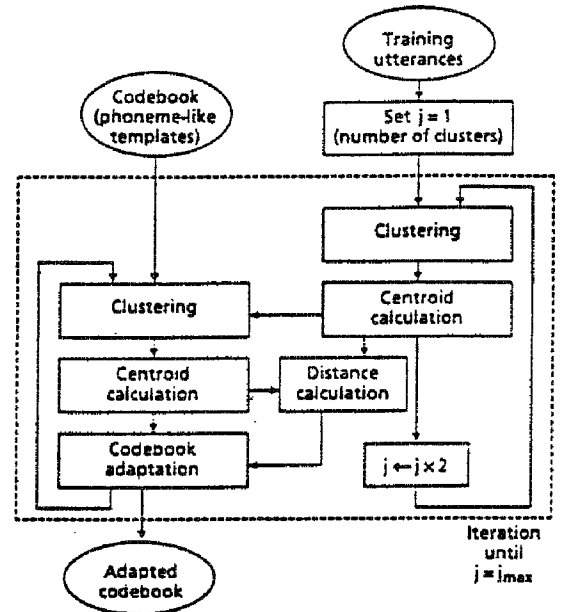 Training
utterances
Codebook
(phoneme-like
templates)
Set j = 1
(number of clusters)
Clustering
Clustering
Centroid
calculation
Centroid
calculation
Distance
calculation
Codebook
adaptation
j ← j × 2
Iteration
until
j = jmax
Adapted
codebook